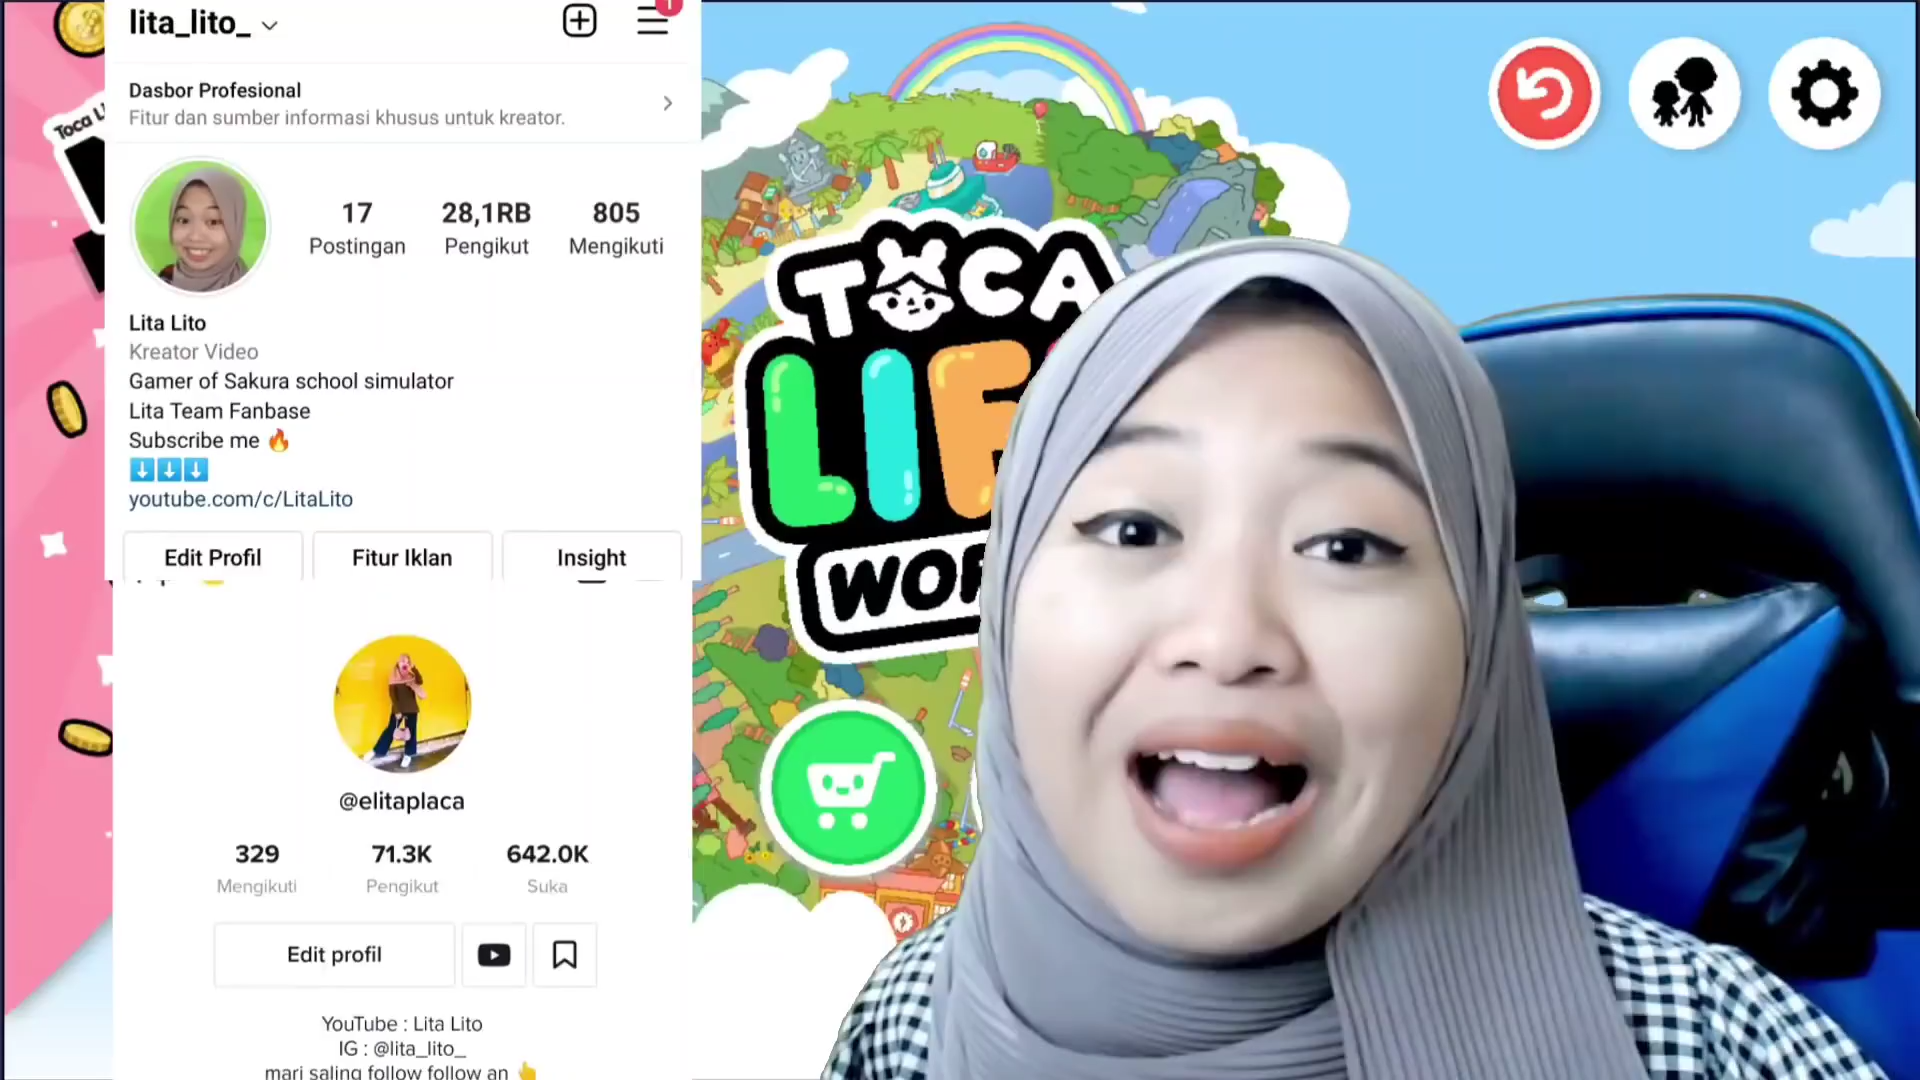 lita_lito_
1
Dasbor Profesional
Fitur dan sumber informasi khusus untuk kreator.
17
28,1RB
805
Postingan
Pengikut
Mengikuti
Lita Lito
Kreator Video
Gamer of Sakura school simulator
Lita Team Fanbase
Subscribe me 🔥
⬇️⬇️⬇️
youtube.com/c/LitaLito
Edit Profil
Fitur Iklan
Insight
@elitaplaca
329
71.3K
642.0K
Mengikuti
Pengikut
Suka
Edit profil
YouTube : Lita Lito
IG : @lita_lito_
mari saling follow follow an 👆
Toca
TOCA
LIF
WOR